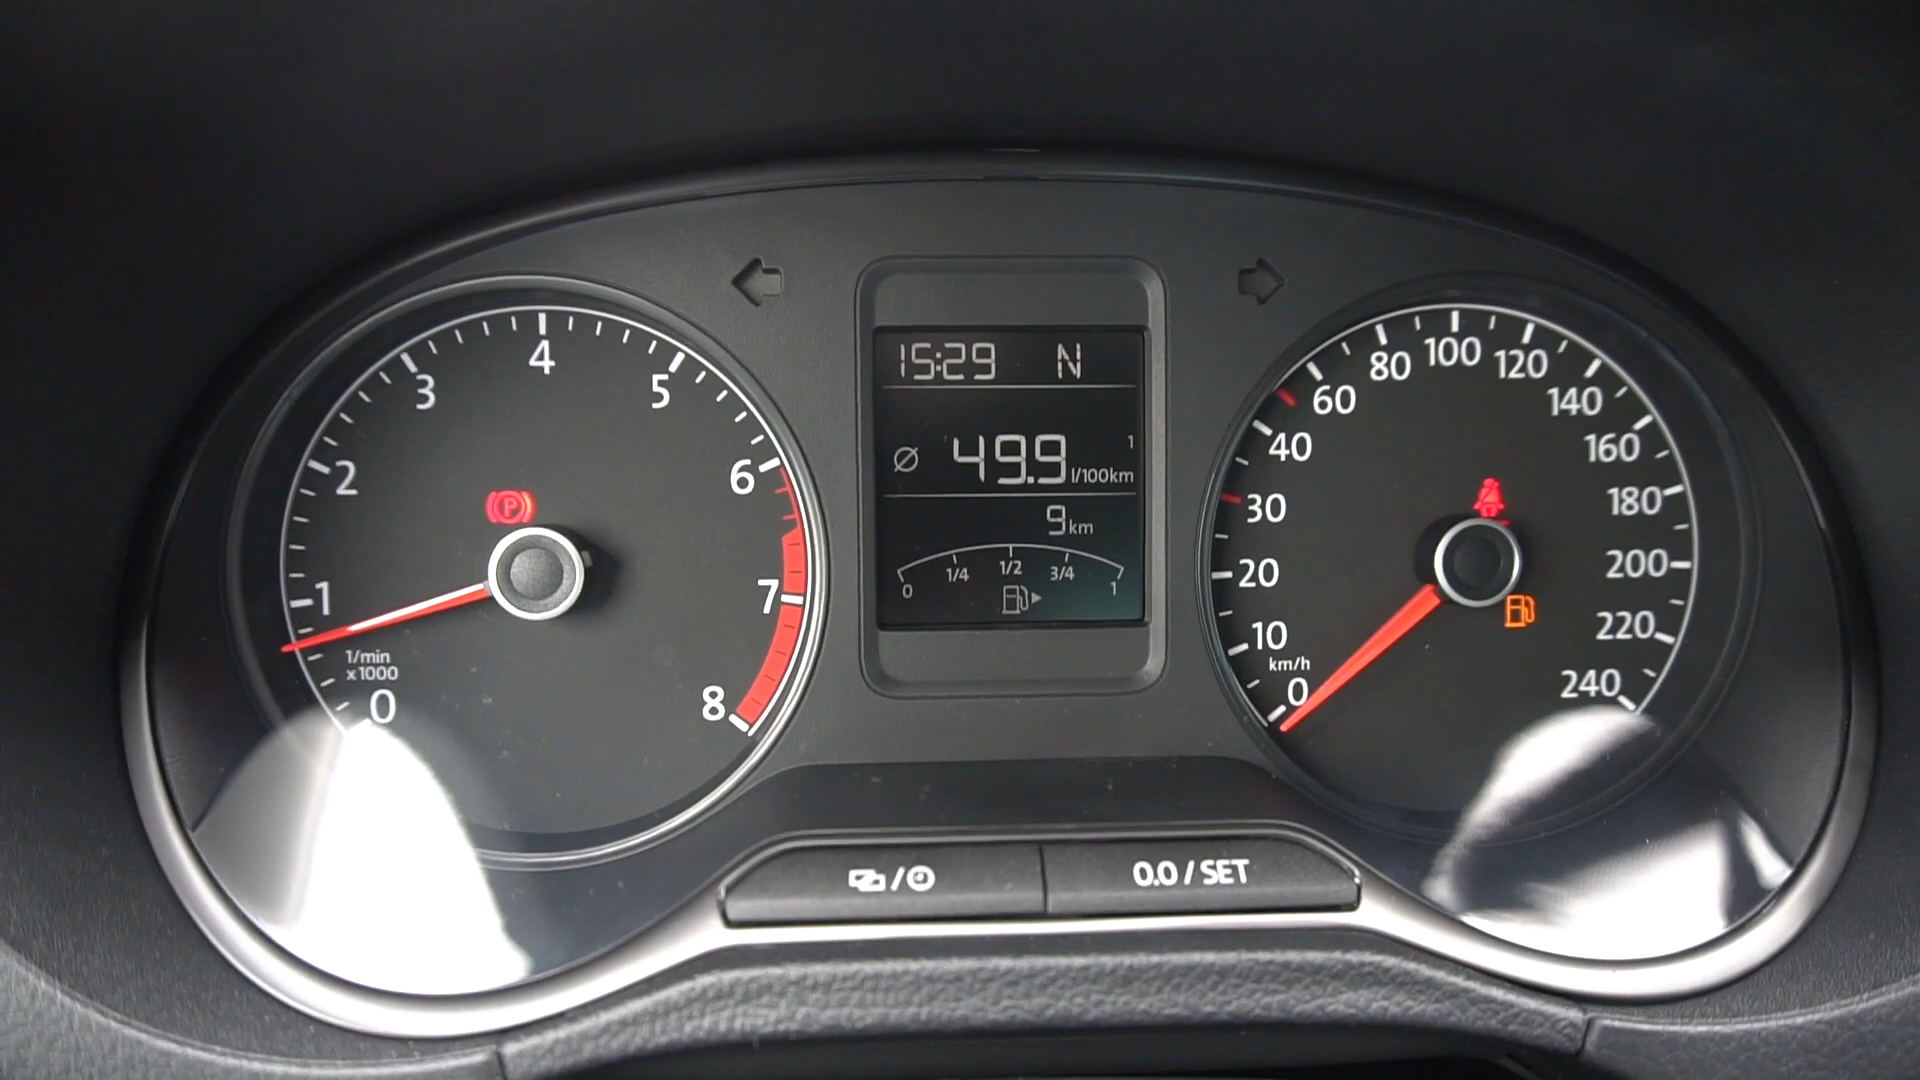 15:29 N
Ø 49.9 l/100km 1
9 km
0 1/4 1/2 3/4 1
0 1 2 3 4 5 6 7 8
1/min
x1000
P
0 10 20 30 40 60 80 100 120 140 160 180 200 220 240
km/h
/
0.0 / SET